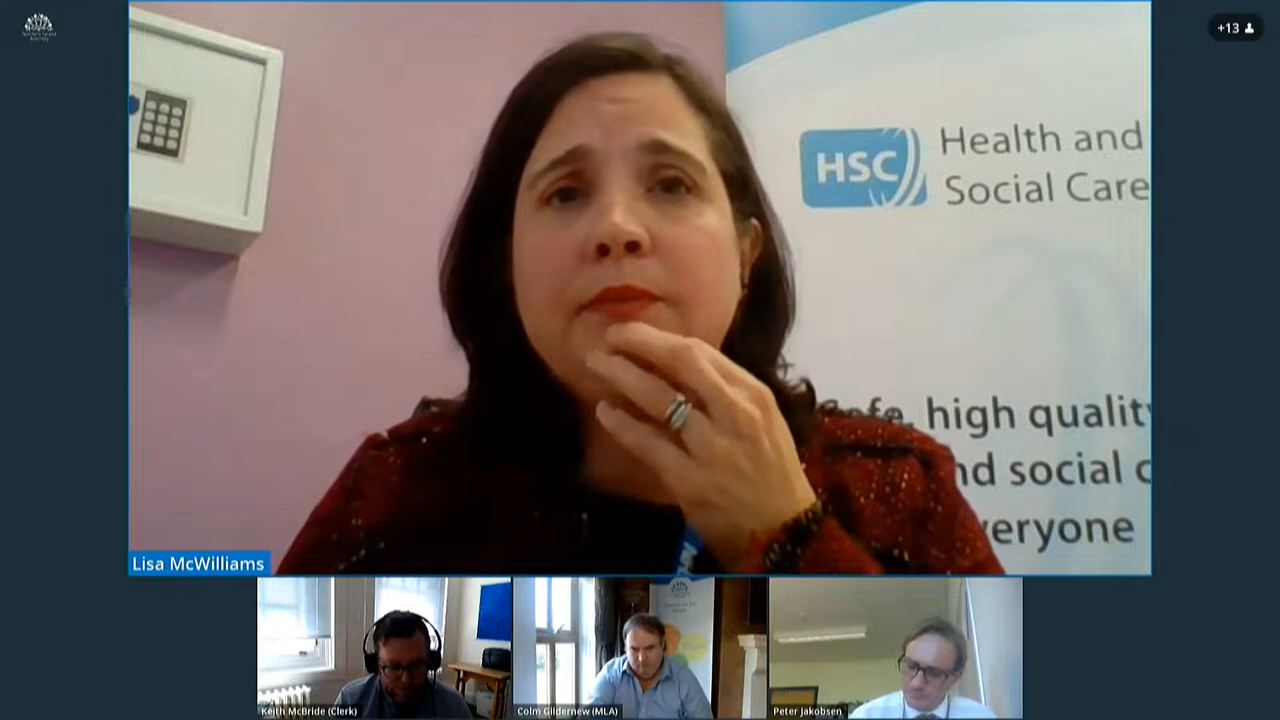 +13
HSC
Health and
Social Care
Safe, high quality
nd social c
veryone
Lisa McWilliams
Keith McBride (Clerk)
Colm Gildernew (MLA)
Peter Jakobsen